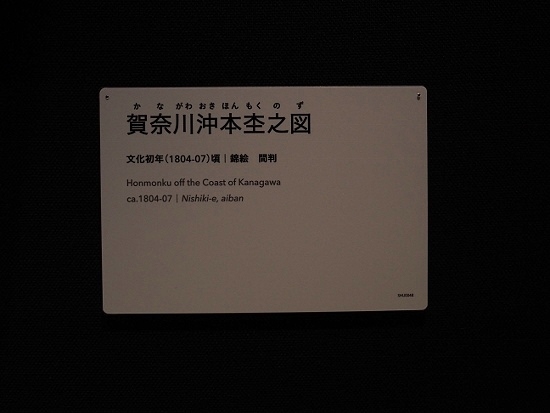 かながわおきほんもくのず
賀奈川沖本杢之図
文化初年(1804-07)頃|錦絵　間判
Honmonku off the Coast of Kanagawa
ca.1804-07 | Nishiki-e, aiban